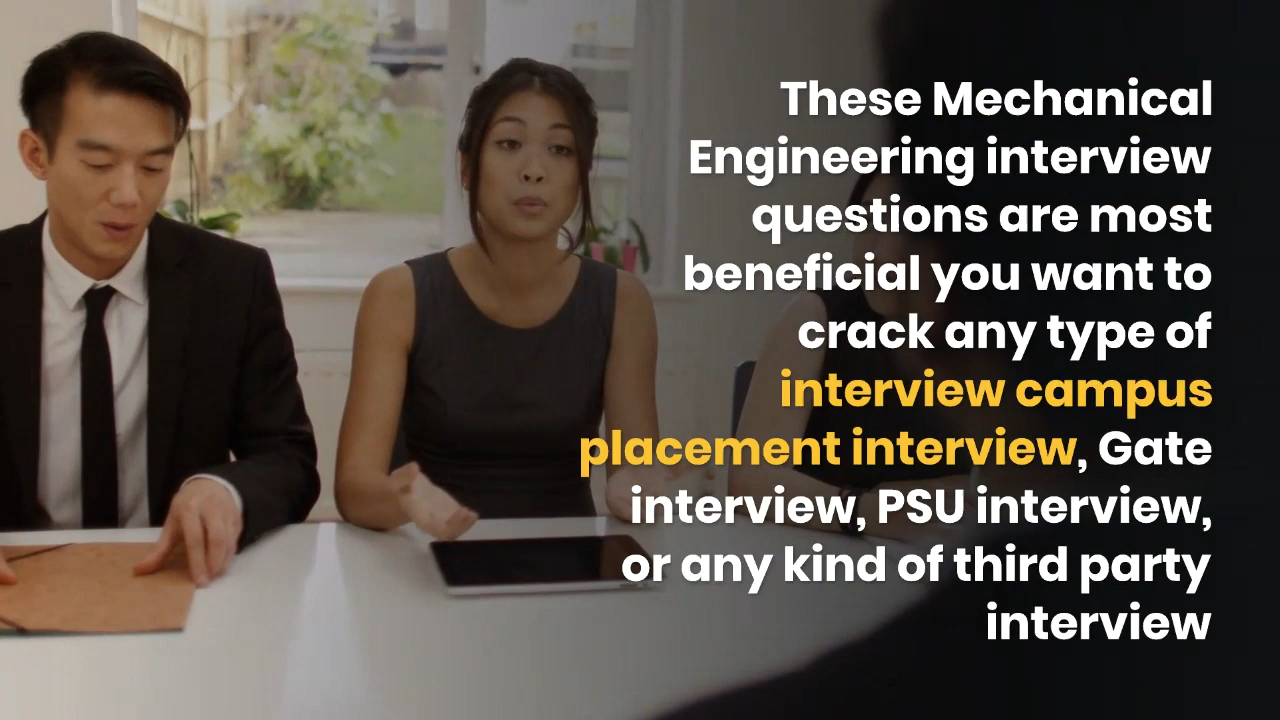 These Mechanical
Engineering interview
questions are most
beneficial you want to
crack any type of
interview campus
placement interview, Gate
interview, PSU interview,
or any kind of third party
interview